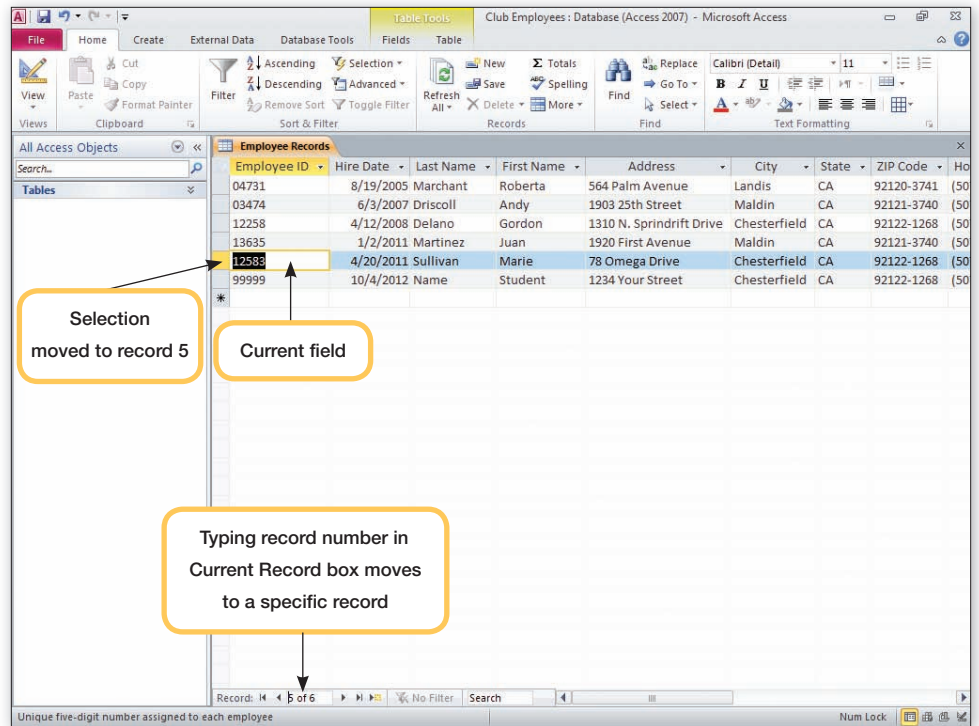 Table Tools
Club Employees : Database (Access 2007) - Microsoft Access
File Home Create External Data Database Tools Fields Table
View
Paste
Cut
Copy
Format Painter
Filter
Ascending
Descending
Remove Sort
Selection
Advanced
Toggle Filter
Refresh All
New
Save
Delete
Totals
Spelling
More
Find
Replace
Go To
Select
Calibri (Detail) 11
B I U
Views Clipboard Sort & Filter Records Find Text Formatting
All Access Objects
Search...
Tables
Employee Records
Employee ID Hire Date Last Name First Name Address City State ZIP Code Ho
04731 8/19/2005 Marchant Roberta 564 Palm Avenue Landis CA 92120-3741 (50
03474 6/3/2007 Driscoll Andy 1903 25th Street Maldin CA 92121-3740 (50
12258 4/12/2008 Delano Gordon 1310 N. Sprindrift Drive Chesterfield CA 92122-1268 (50
13635 1/2/2011 Martinez Juan 1920 First Avenue Maldin CA 92121-3740 (50
12583 4/20/2011 Sullivan Marie 78 Omega Drive Chesterfield CA 92122-1268 (50
99999 10/4/2012 Name Student 1234 Your Street Chesterfield CA 92122-1268 (50
Selection
moved to record 5
Current field
Typing record number in
Current Record box moves
to a specific record
Record: 5 of 6 No Filter Search
Unique five-digit number assigned to each employee Num Lock